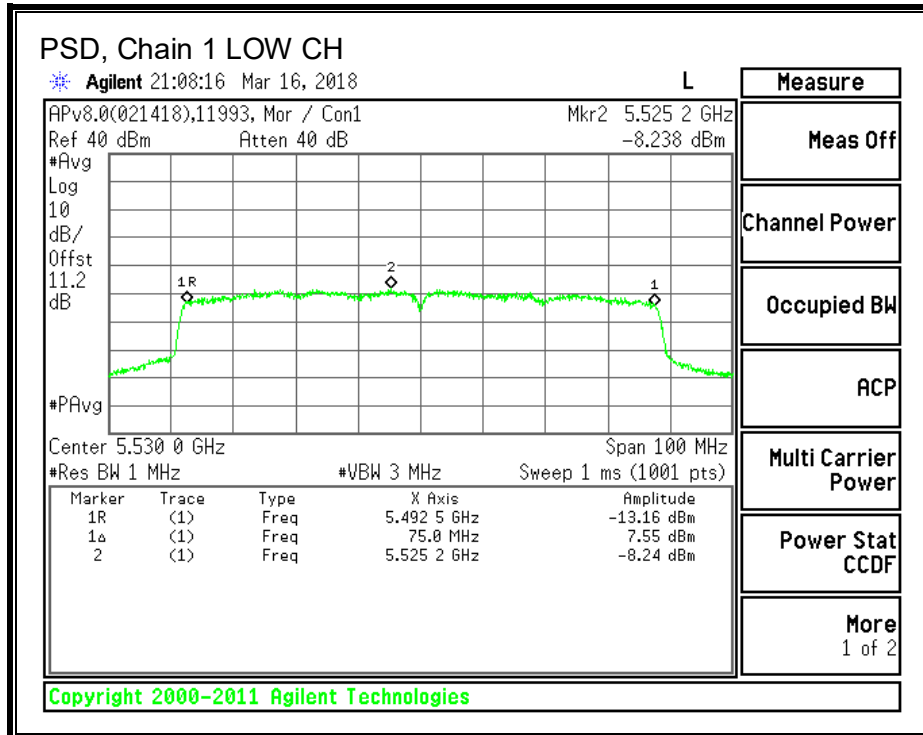 PSD, Chain 1 LOW CH
Agilent 21:08:16 Mar 16, 2018 L
APv8.0(021418),11993, Mor / Con1 Mkr2 5.525 2 GHz
Ref 40 dBm Atten 40 dB -8.238 dBm
#Avg
Log
10
dB/
Offst
11.2
dB
1R
2
1
#PAvg
Center 5.530 0 GHz Span 100 MHz
#Res BW 1 MHz #VBW 3 MHz Sweep 1 ms (1001 pts)
Marker Trace Type X Axis Amplitude
1R (1) Freq 5.492 5 GHz -13.16 dBm
1Δ (1) Freq 75.0 MHz 7.55 dBm
2 (1) Freq 5.525 2 GHz -8.24 dBm
Measure
Meas Off
Channel Power
Occupied BW
ACP
Multi Carrier
Power
Power Stat
CCDF
More
1 of 2
Copyright 2000-2011 Agilent Technologies